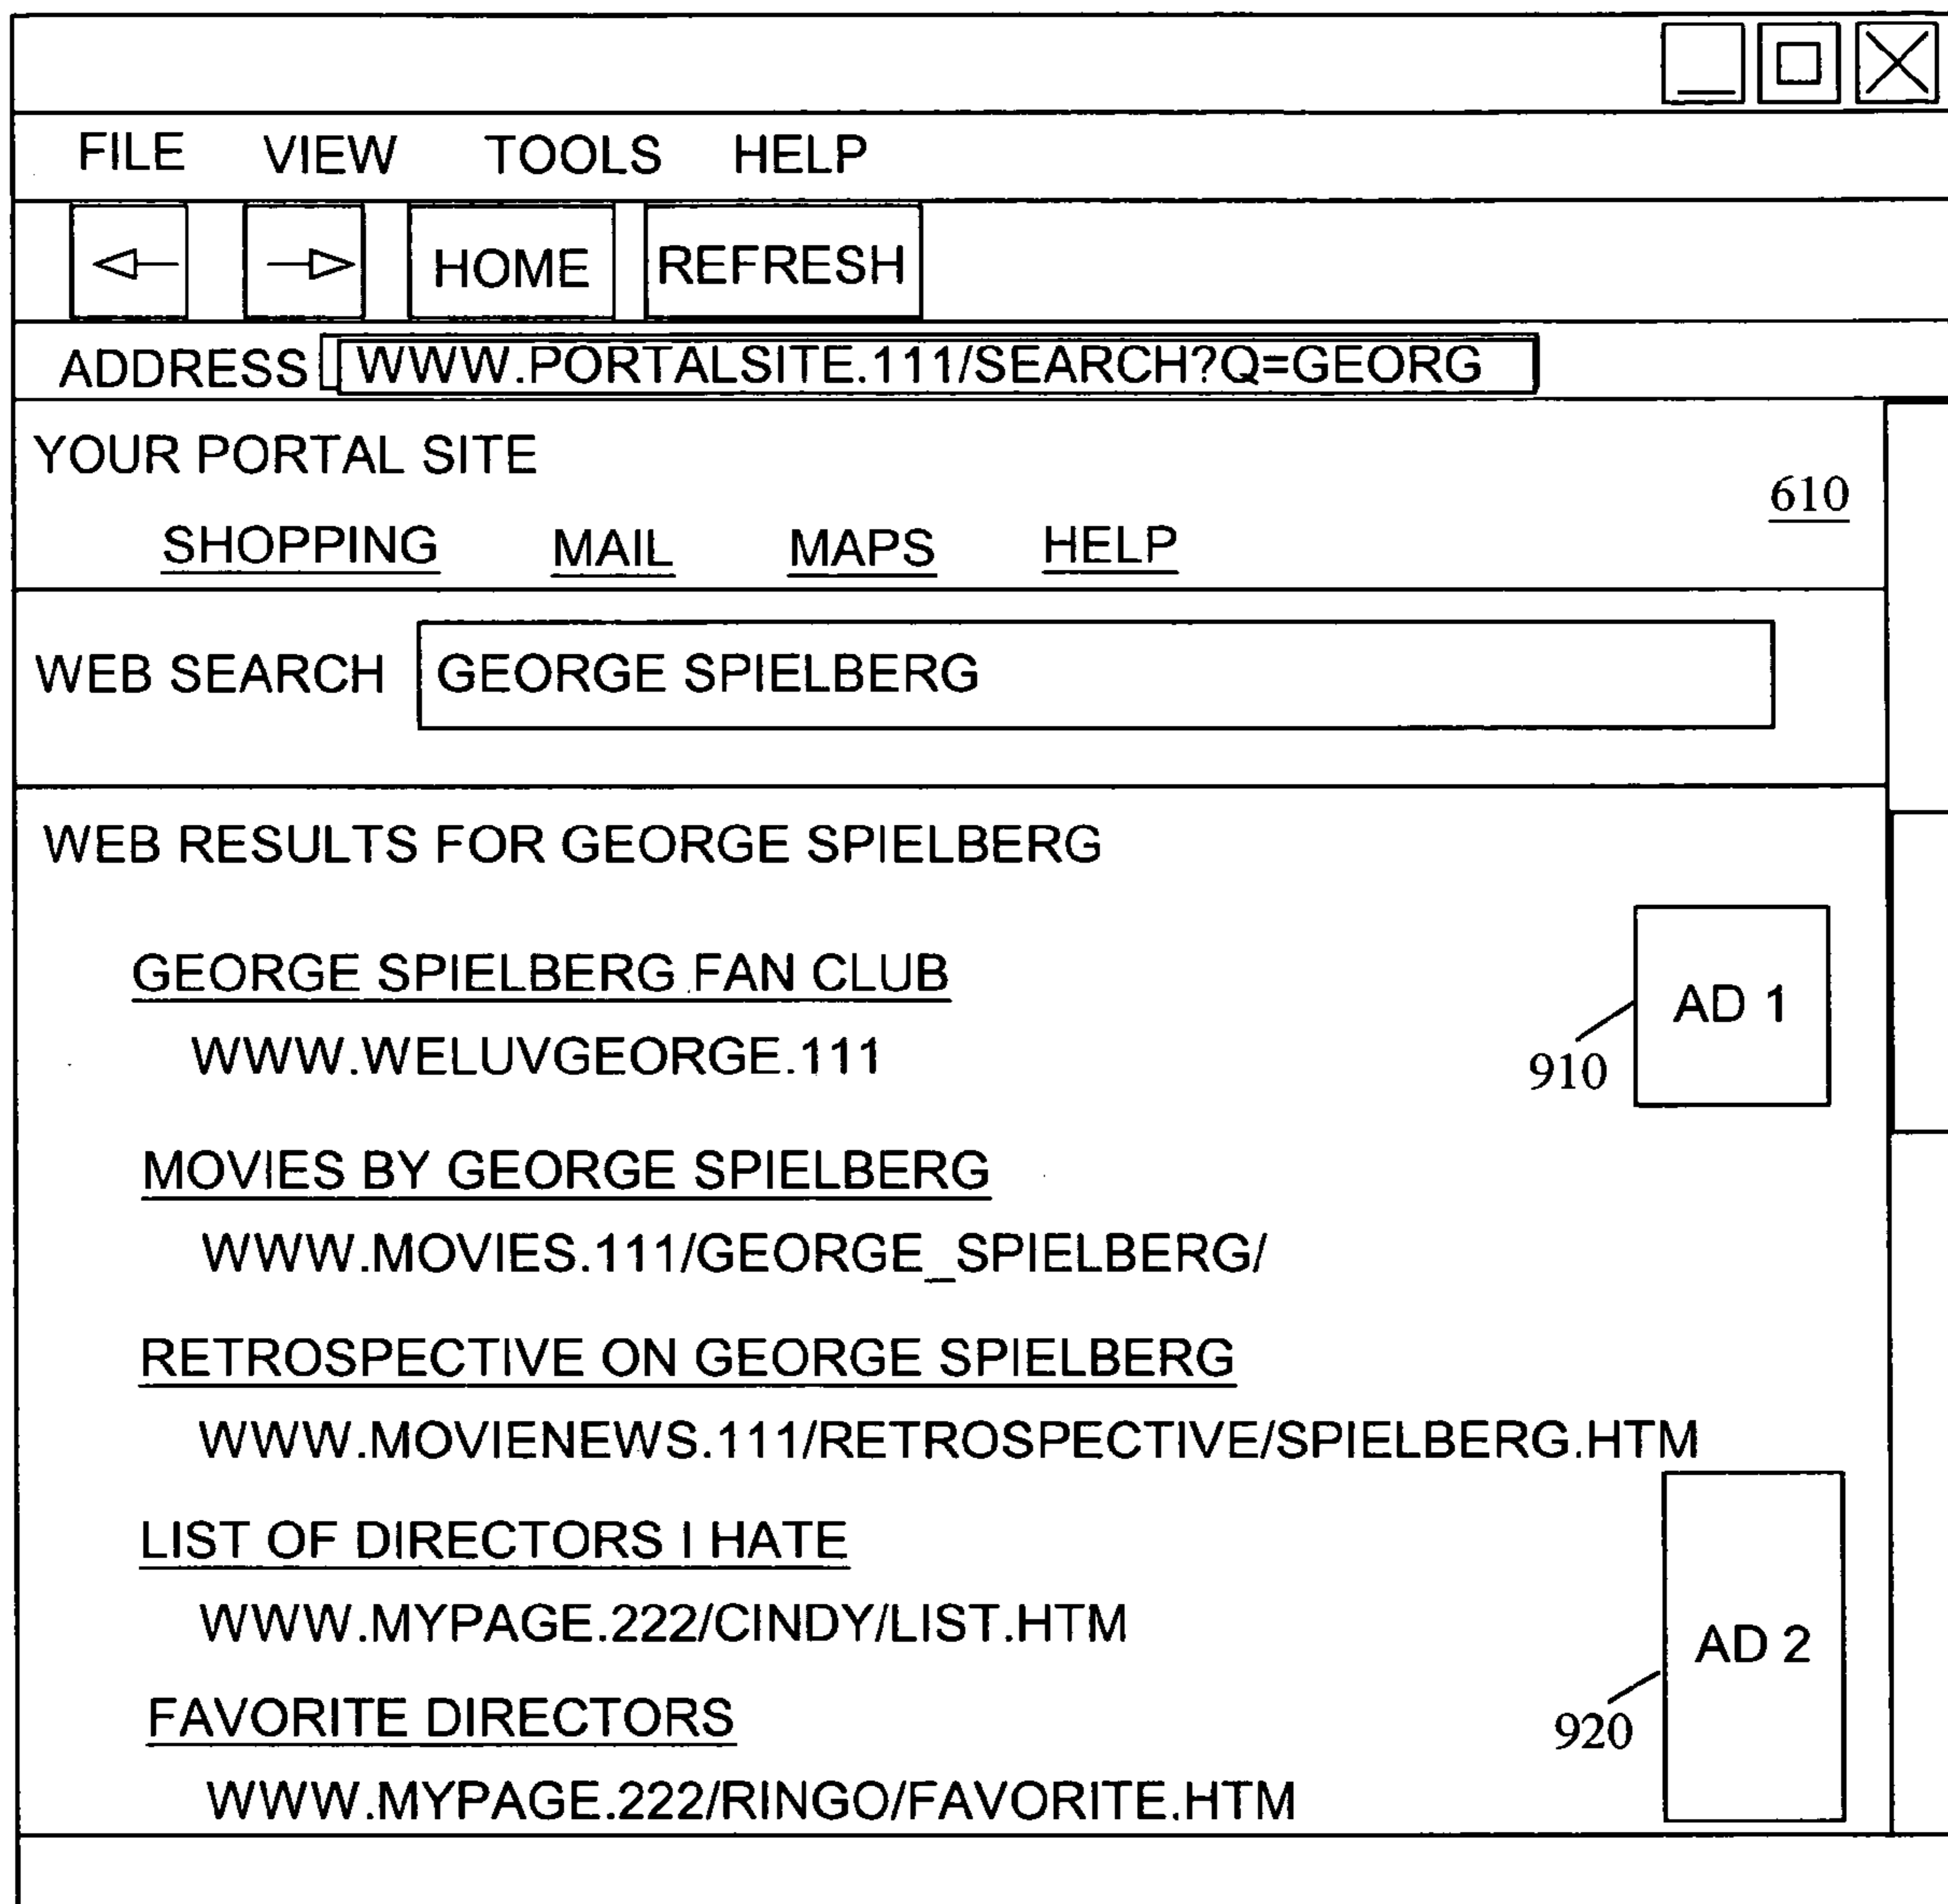 FILE VIEW TOOLS HELP
HOME REFRESH
ADDRESS WWW.PORTALSITE.111/SEARCH?Q=GEORG
YOUR PORTAL SITE
610
SHOPPING MAIL MAPS HELP
WEB SEARCH GEORGE SPIELBERG
WEB RESULTS FOR GEORGE SPIELBERG
GEORGE SPIELBERG FAN CLUB
AD 1
WWW.WELUVGEORGE.111
910
MOVIES BY GEORGE SPIELBERG
WWW.MOVIES.111/GEORGE_SPIELBERG/
RETROSPECTIVE ON GEORGE SPIELBERG
WWW.MOVIENEWS.111/RETROSPECTIVE/SPIELBERG.HTM
LIST OF DIRECTORS I HATE
WWW.MYPAGE.222/CINDY/LIST.HTM
AD 2
FAVORITE DIRECTORS
920
WWW.MYPAGE.222/RINGO/FAVORITE.HTM